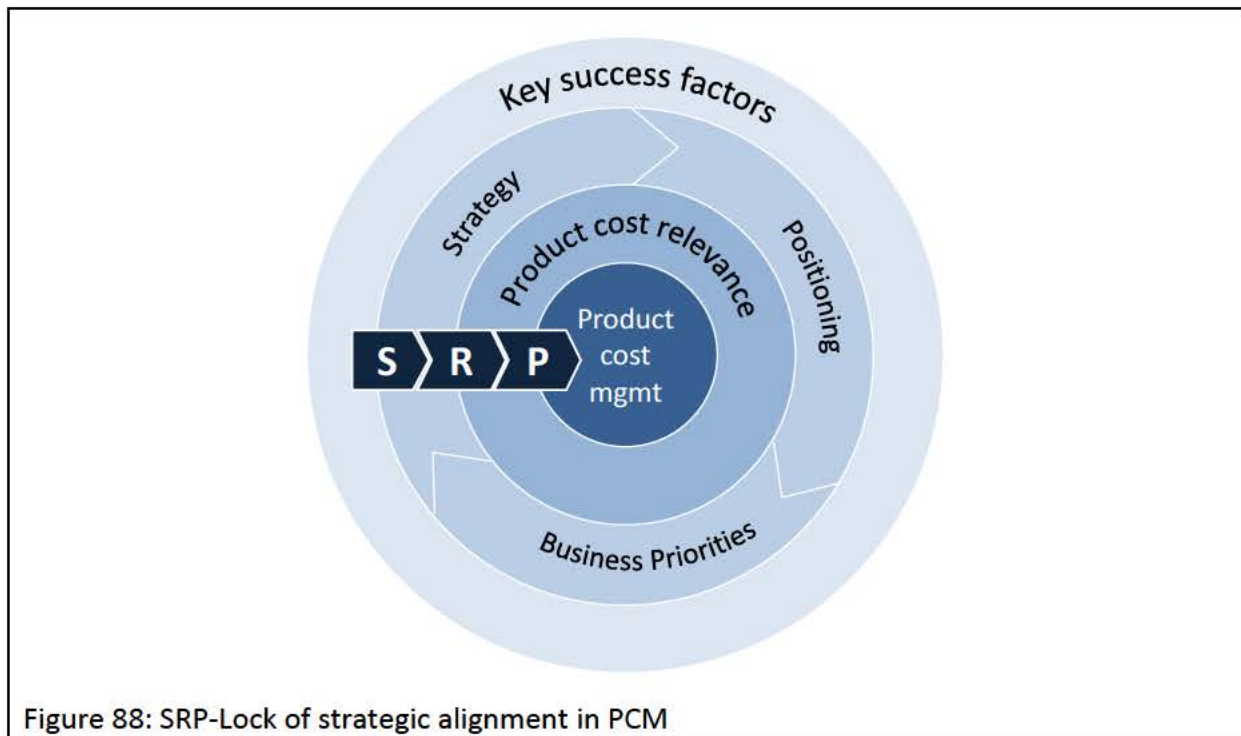 Key success factors
Strategy
Positioning
Product cost relevance
Product
cost
mgmt
S R P
Business Priorities
Figure 88: SRP-Lock of strategic alignment in PCM